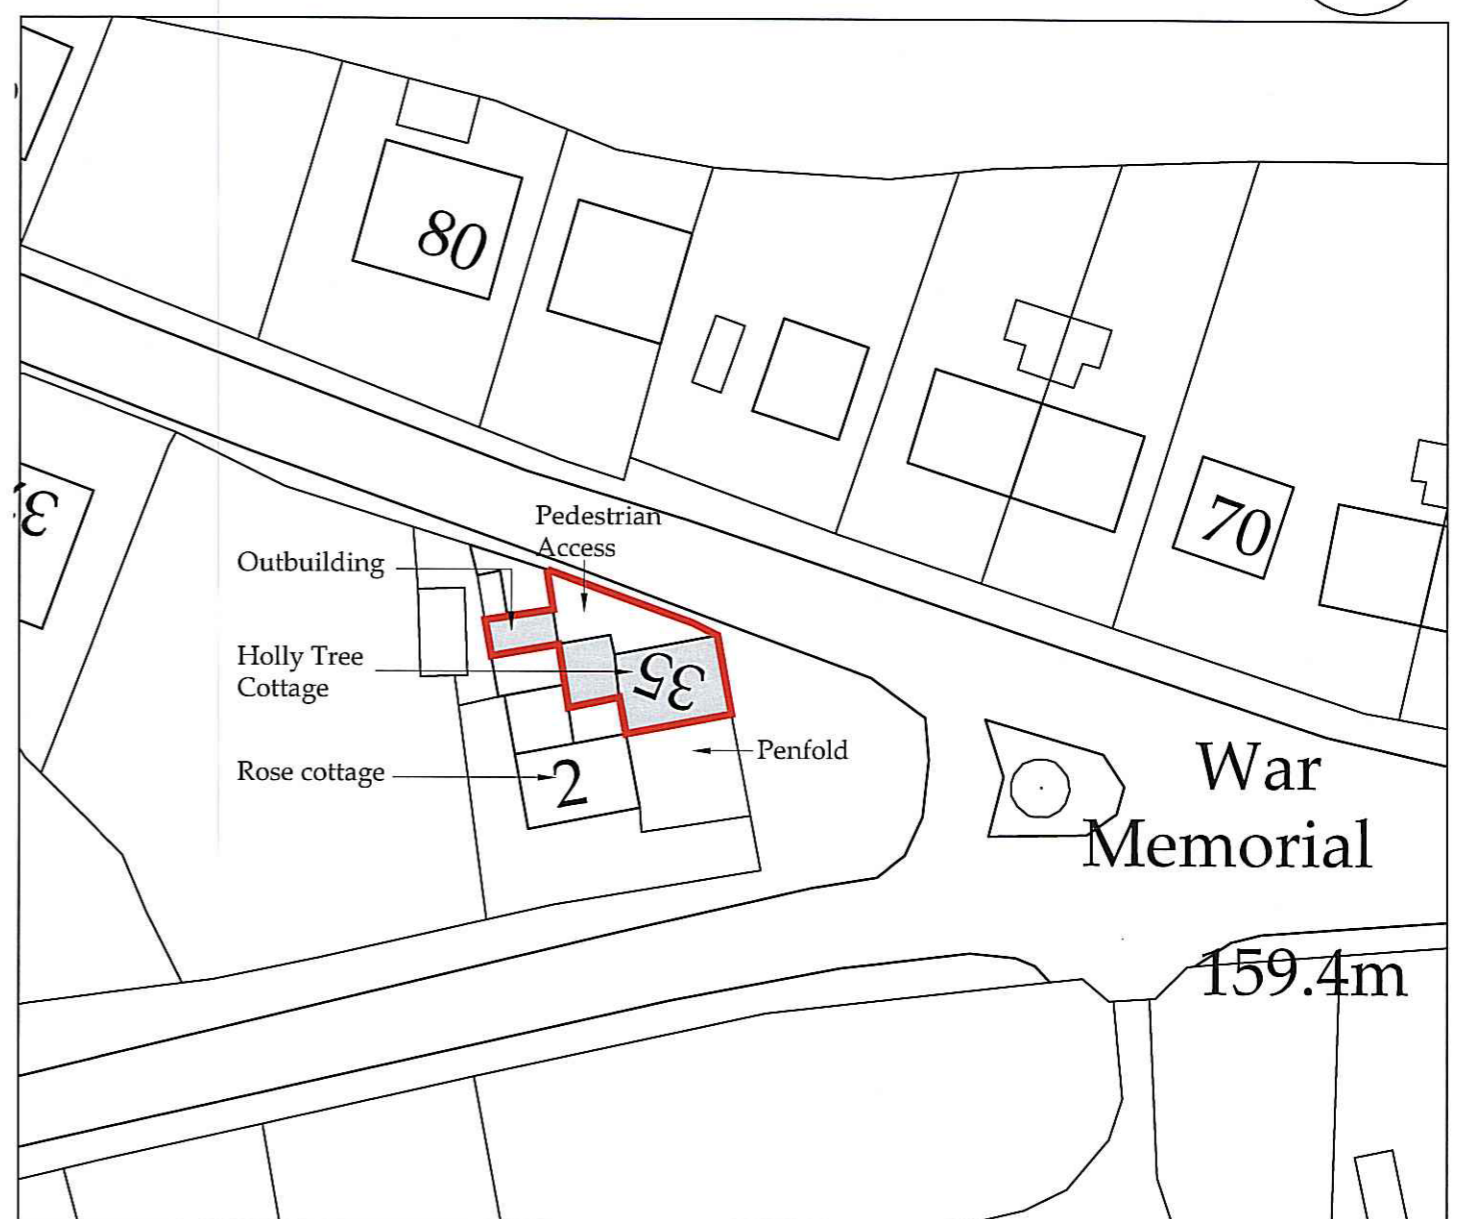 80
70
Pedestrian
Access
Outbuilding
Holly Tree
Cottage
35
Rose cottage
2
Penfold
War
Memorial
159.4m